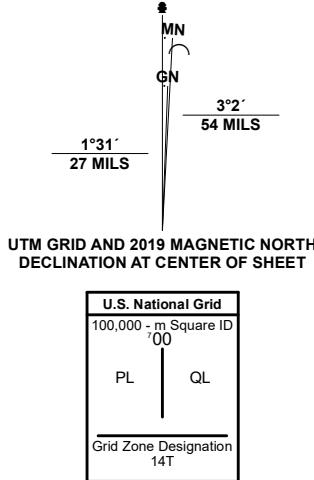 MN
GN
3°2´
54 MILS
1°31´
27 MILS
UTM GRID AND 2019 MAGNETIC NORTH
DECLINATION AT CENTER OF SHEET
U.S. National Grid
100,000 - m Square ID
⁷00
PL QL
Grid Zone Designation
14T